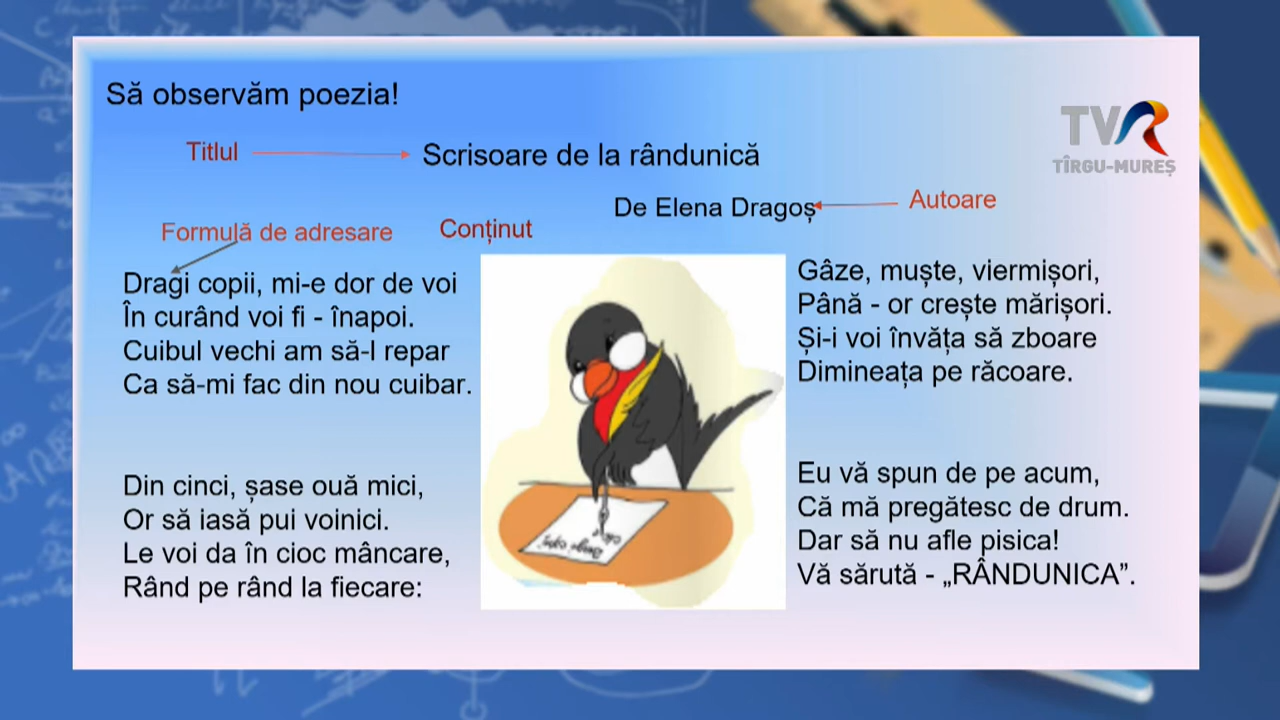 Să observăm poezia!
TVR
TÎRGU-MUREȘ
Titlul
Scrisoare de la rândunică
De Elena Dragoș
Autoare
Formulă de adresare
Conținut
Dragi copii, mi-e dor de voi
În curând voi fi - înapoi.
Cuibul vechi am să-l repar
Ca să-mi fac din nou cuibar.
Din cinci, șase ouă mici,
Or să iasă pui voinici.
Le voi da în cioc mâncare,
Rând pe rând la fiecare:
Dragi copii
Gâze, muște, viermișori,
Până - or crește mărișori.
Și-i voi învăța să zboare
Dimineața pe răcoare.
Eu vă spun de pe acum,
Că mă pregătesc de drum.
Dar să nu afle pisica!
Vă sărută - „RÂNDUNICA”.